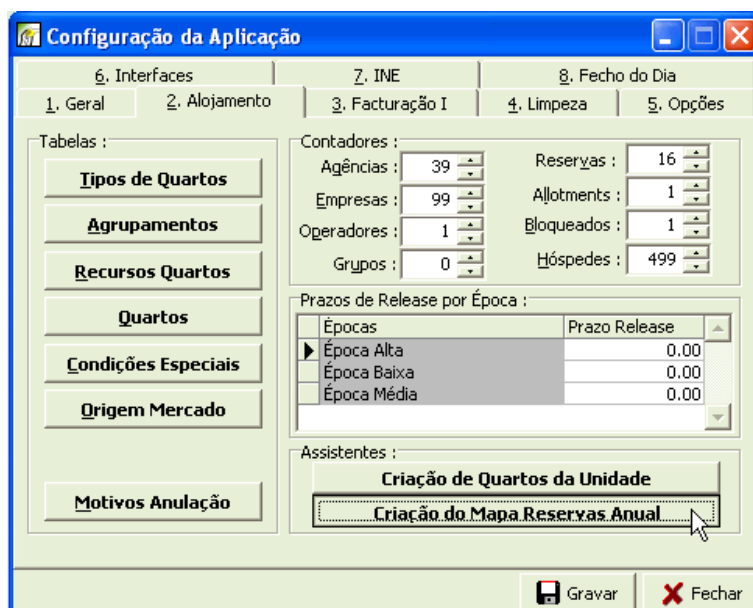 Configuração da Aplicação
6. Interfaces
7. INE
8. Fecho do Dia
1. Geral
2. Alojamento
3. Facturação I
4. Limpeza
5. Opções
Tabelas :
Tipos de Quartos
Agrupamentos
Recursos Quartos
Quartos
Condições Especiais
Origem Mercado
Motivos Anulação
Contadores :
Agências : 39
Empresas : 99
Operadores : 1
Grupos : 0
Reservas : 16
Allotments : 1
Bloqueados : 1
Hóspedes : 499
Prazos de Release por Época :
Épocas Prazo Release
Época Alta 0.00
Época Baixa 0.00
Época Média 0.00
Assistentes :
Criação de Quartos da Unidade
Criação do Mapa Reservas Anual
Gravar
Fechar